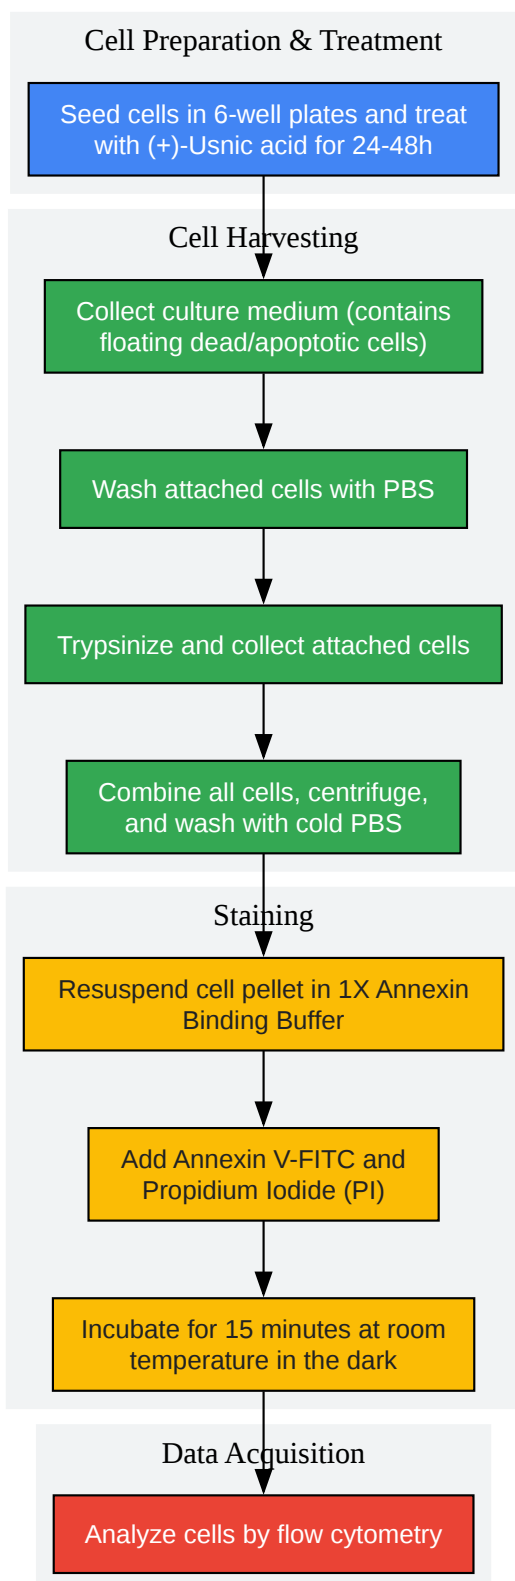 Cell Preparation & Treatment
Seed cells in 6-well plates and treat
with (+)-Usnic acid for 24-48h
Cell Harvesting
Collect culture medium (contains
floating dead/apoptotic cells)
Wash attached cells with PBS
Trypsinize and collect attached cells
Combine all cells, centrifuge,
and wash with cold PBS
Staining
Resuspend cell pellet in 1X Annexin
Binding Buffer
Add Annexin V-FITC and
Propidium Iodide (PI)
Incubate for 15 minutes at room
temperature in the dark
Data Acquisition
Analyze cells by flow cytometry